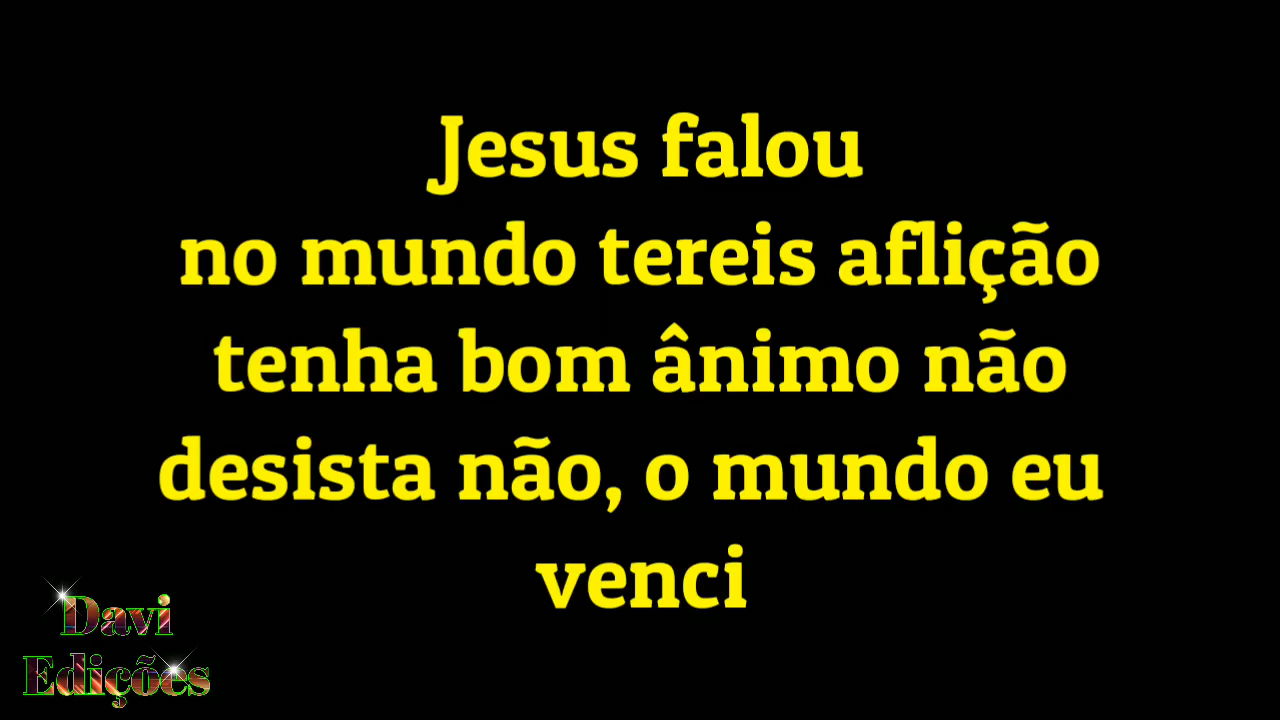 Jesus falou
no mundo tereis aflição
tenha bom ânimo não
desista não, o mundo eu
venci
Davi
Edições